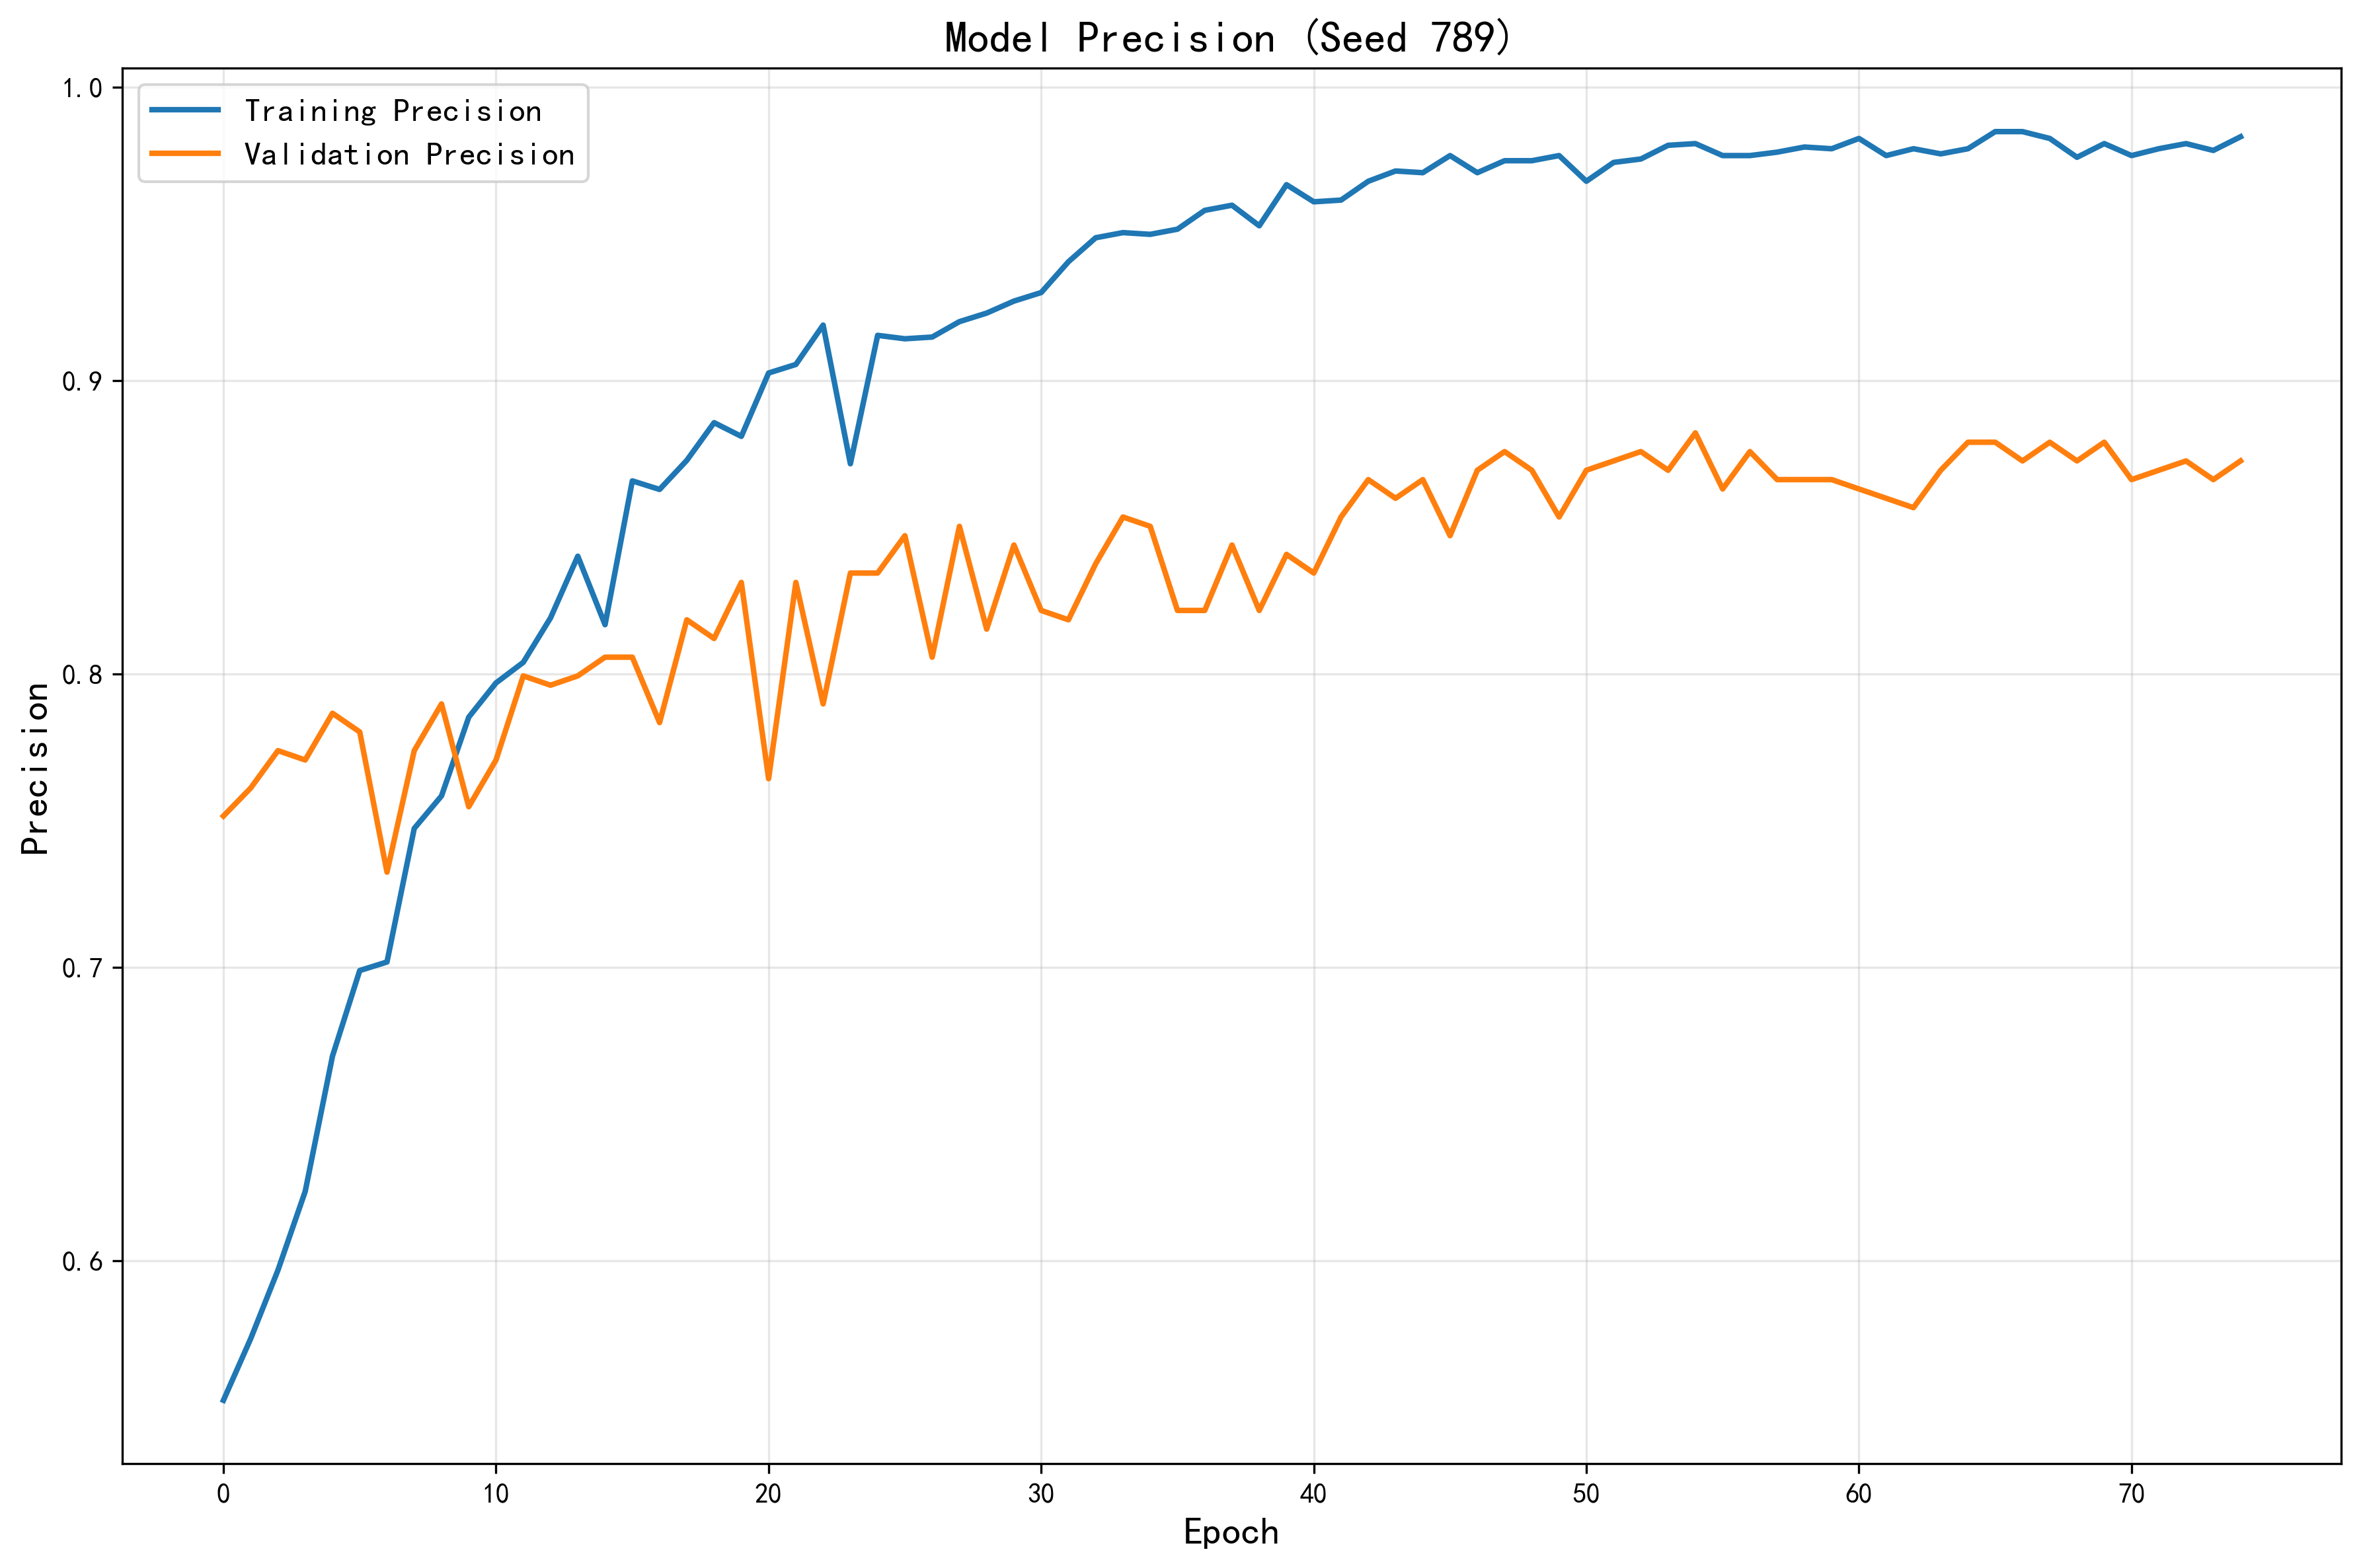 Model Precision (Seed 789)
Training Precision
Validation Precision
1.0
0.9
0.8
0.7
0.6
Precision
0 10 20 30 40 50 60 70
Epoch